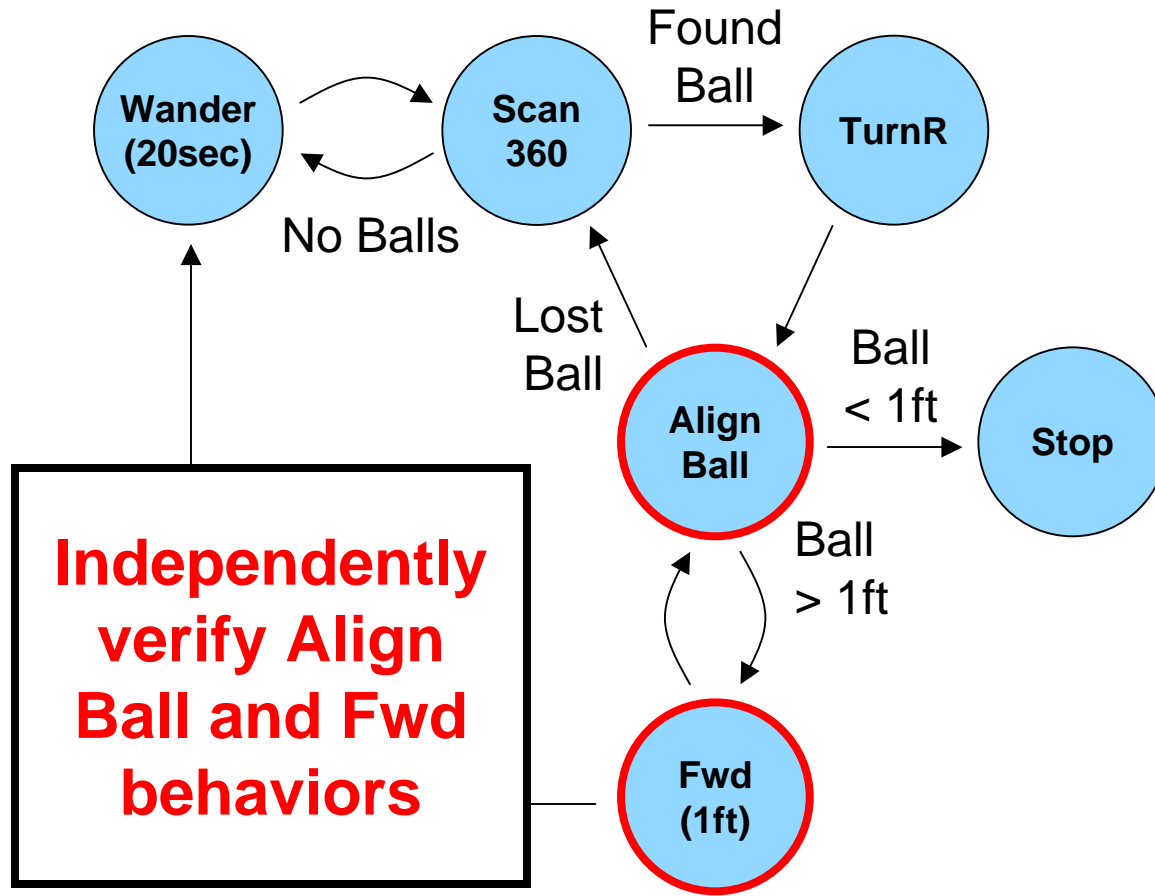 Found
Ball
Wander
(20sec)
Scan
360
TurnR
No Balls
Lost
Ball
Ball
< 1ft
Align
Ball
Stop
Independently
verify Align
Ball and Fwd
behaviors
Ball
> 1ft
Fwd
(1ft)